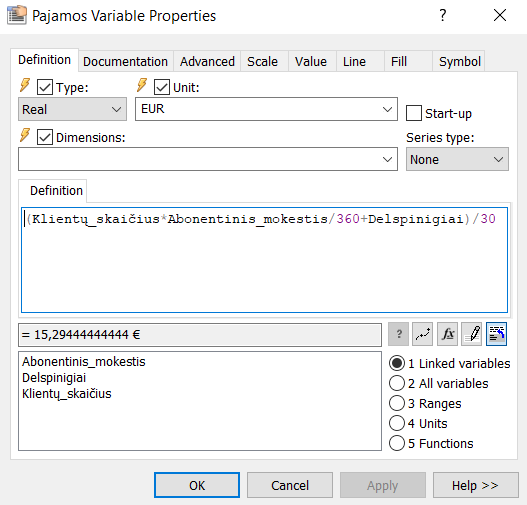 Pajamos Variable Properties
Definition Documentation Advanced Scale Value Line Fill Symbol
Type: Unit:
Real EUR Start-up
Dimensions: Series type:
None
Definition
(Klientų_skaičius*Abonentinis_mokestis/360+Delspinigiai)/30
= 15,29444444444 € ? fx
Abonentinis_mokestis
Delspinigiai
Klientų_skaičius
1 Linked variables
2 All variables
3 Ranges
4 Units
5 Functions
OK Cancel Apply Help >>